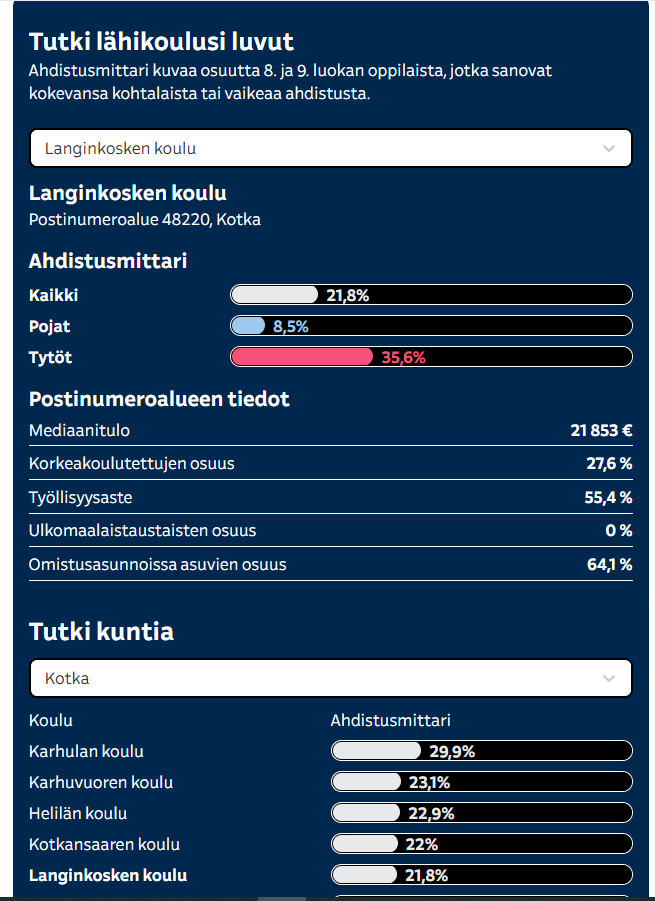 Tutki lähikoulusi luvut
Ahdistusmittari kuvaa osuutta 8. ja 9. luokan oppilaista, jotka sanovat
kokevansa kohtalaista tai vaikeaa ahdistusta.
Langinkosken koulu
Langinkosken koulu
Postinumeroalue 48220, Kotka
Ahdistusmittari
Kaikki 21,8%
Pojat 8,5%
Tytöt 35,6%
Postinumeroalueen tiedot
Mediaanitulo 21 853 €
Korkeakoulutettujen osuus 27,6 %
Työllisyysaste 55,4 %
Ulkomaalaistaustaisten osuus 0 %
Omistusasunnoissa asuvien osuus 64,1 %
Tutki kuntia
Kotka
Koulu Ahdistusmittari
Karhulan koulu 29,9%
Karhuvuoren koulu 23,1%
Helilän koulu 22,9%
Kotkansaaren koulu 22%
Langinkosken koulu 21,8%